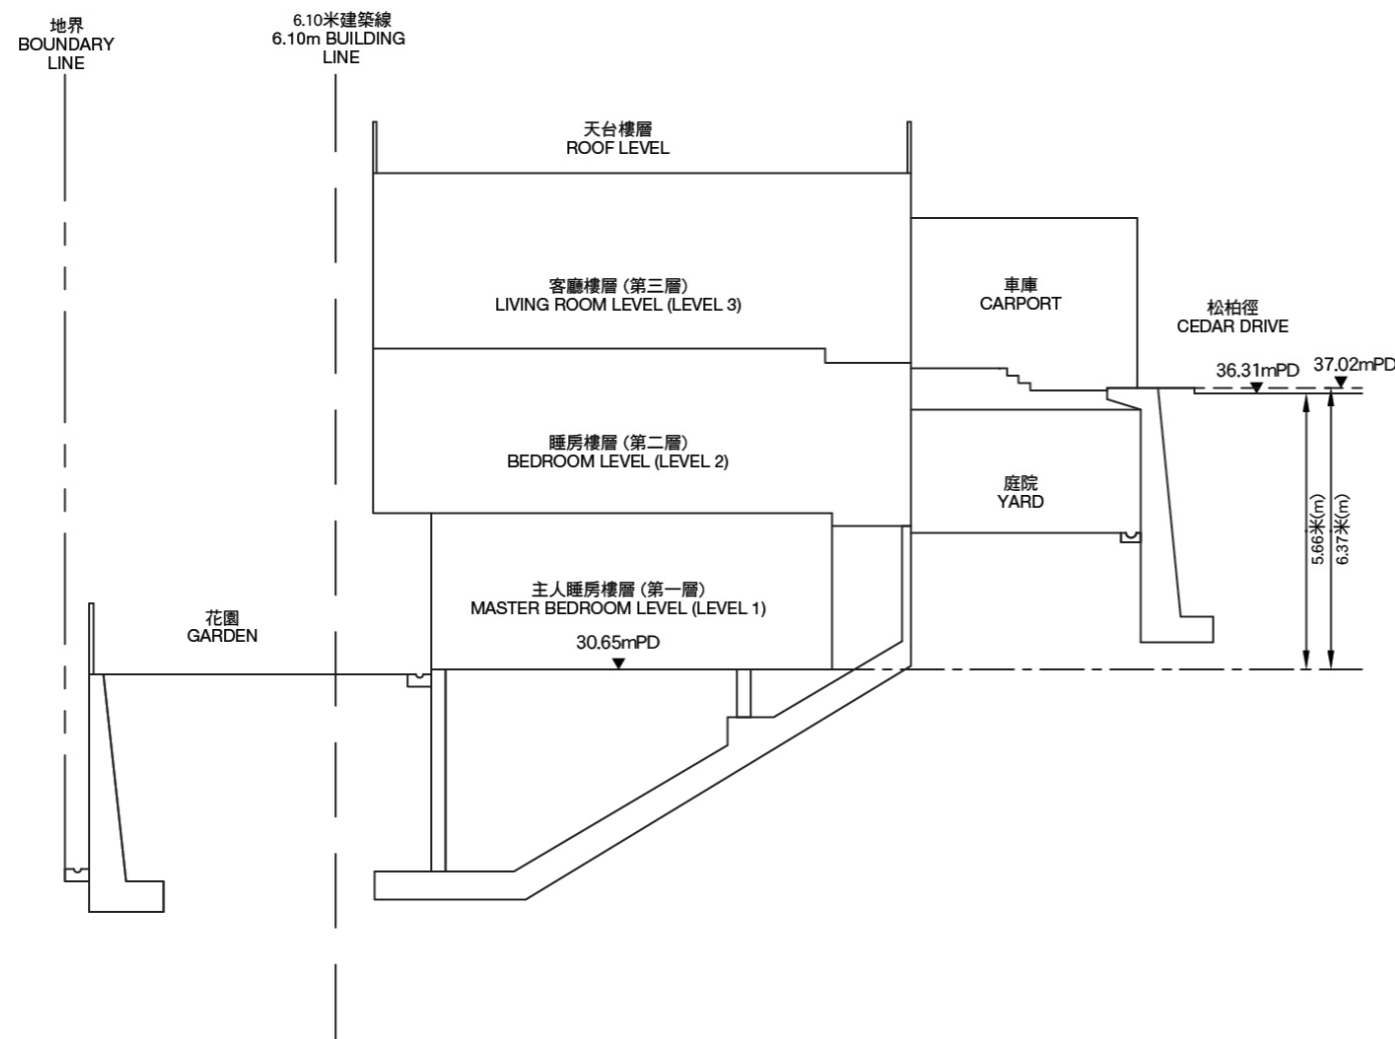 地界
BOUNDARY
LINE
6.10米建築線
6.10m BUILDING
LINE
天台樓層
ROOF LEVEL
客廳樓層 (第三層)
LIVING ROOM LEVEL (LEVEL 3)
車庫
CARPORT
松柏徑
CEDAR DRIVE
36.31mPD
37.02mPD
睡房樓層 (第二層)
BEDROOM LEVEL (LEVEL 2)
庭院
YARD
5.66米(m)
6.37米(m)
主人睡房樓層 (第一層)
MASTER BEDROOM LEVEL (LEVEL 1)
30.65mPD
花園
GARDEN